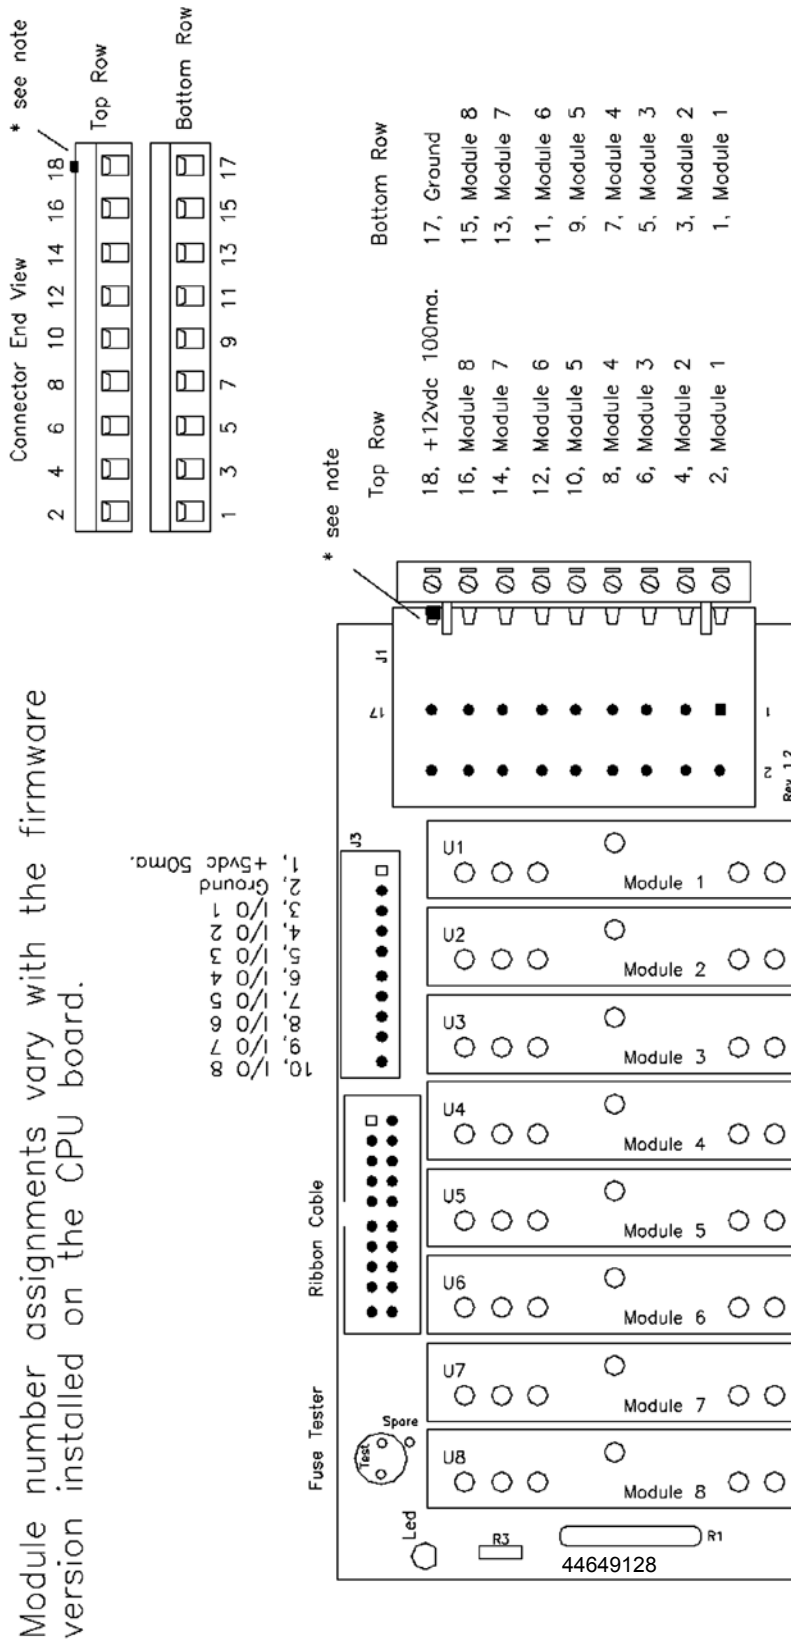 Module number assignments vary with the firmware
version installed on the CPU board.
Connector End View
* see note
2 4 6 8 10 12 14 16 18
Top Row
Bottom Row
1 3 5 7 9 11 13 15 17
* see note
Top Row
18, +12vdc 100ma.
16, Module 8
14, Module 7
12, Module 6
10, Module 5
8, Module 4
6, Module 3
4, Module 2
2, Module 1
Bottom Row
17, Ground
15, Module 8
13, Module 7
11, Module 6
9, Module 5
7, Module 4
5, Module 3
3, Module 2
1, Module 1
1, +5vdc 50ma.
2, Ground
3, I/O 1
4, I/O 2
5, I/O 3
6, I/O 4
7, I/O 5
8, I/O 6
9, I/O 7
10, I/O 8
J3
J1
17
1
2
Rev 1.2
Ribbon Cable
Fuse Tester
Test
Spare
Led
R3
R1
44649128
U1
Module 1
U2
Module 2
U3
Module 3
U4
Module 4
U5
Module 5
U6
Module 6
U7
Module 7
U8
Module 8